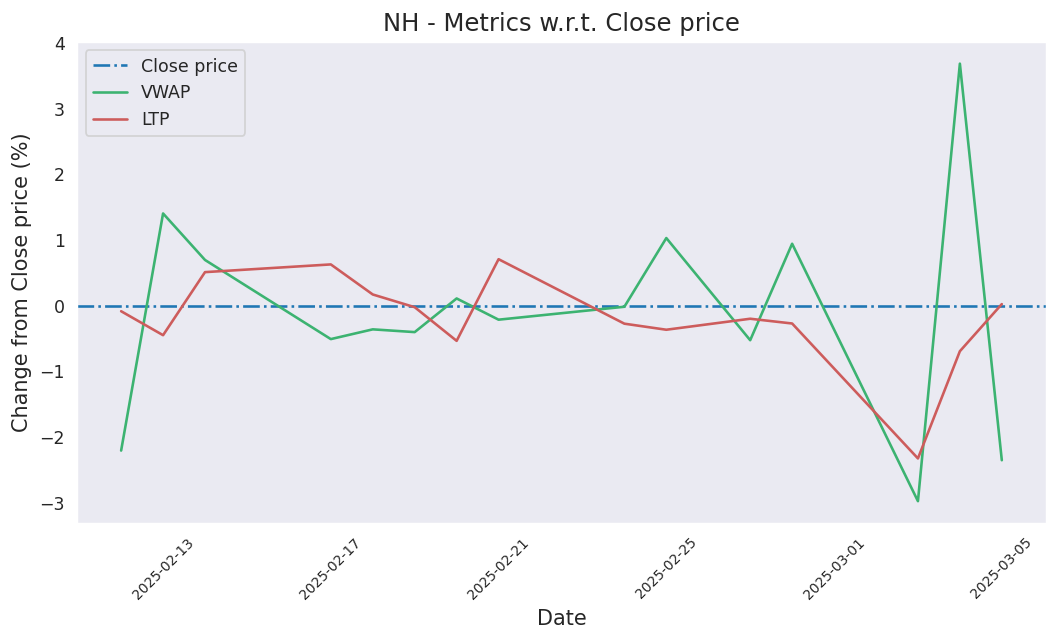 NH - Metrics w.r.t. Close price
Close price
VWAP
LTP
Change from Close price (%)
4
3
2
1
0
−1
−2
−3
2025-02-13
2025-02-17
2025-02-21
2025-02-25
2025-03-01
2025-03-05
Date